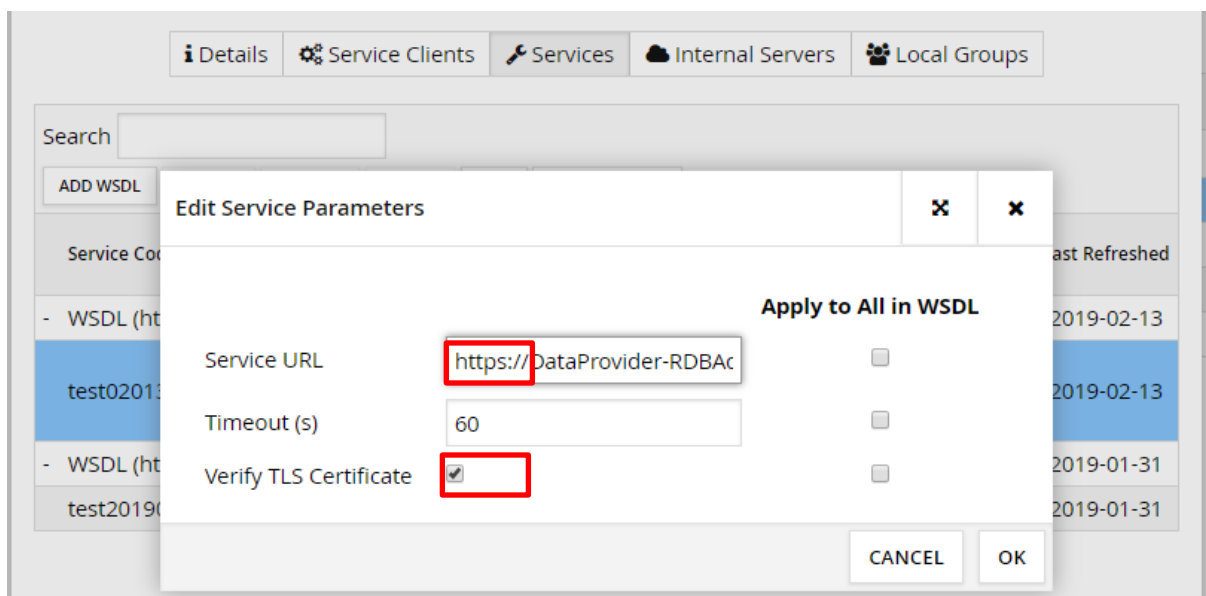 Details Service Clients Services Internal Servers Local Groups
Search
ADD WSDL
Edit Service Parameters
Service Co
ast Refreshed
Apply to All in WSDL
- WSDL (ht
2019-02-13
Service URL https://DataProvider-RDBAc
test02013
2019-02-13
Timeout (s) 60
- WSDL (ht
2019-01-31
Verify TLS Certificate
test2019
2019-01-31
CANCEL OK